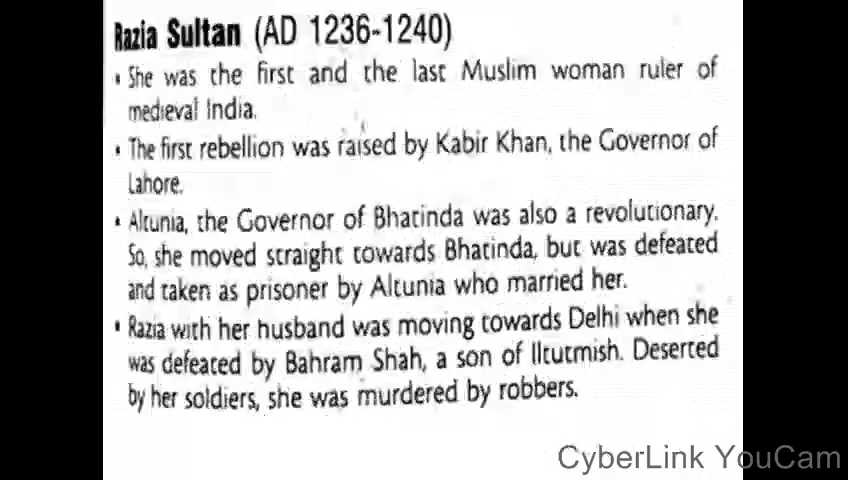 Razia Sultan (AD 1236-1240)
• She was the first and the last Muslim woman ruler of
medieval India.
• The first rebellion was raised by Kabir Khan, the Governor of
Lahore.
• Altunia, the Governor of Bhatinda was also a revolutionary.
So, she moved straight towards Bhatinda, but was defeated
and taken as prisoner by Altunia who married her.
• Razia with her husband was moving towards Delhi when she
was defeated by Bahram Shah, a son of Iltutmish. Deserted
by her soldiers, she was murdered by robbers.
CyberLink YouCam